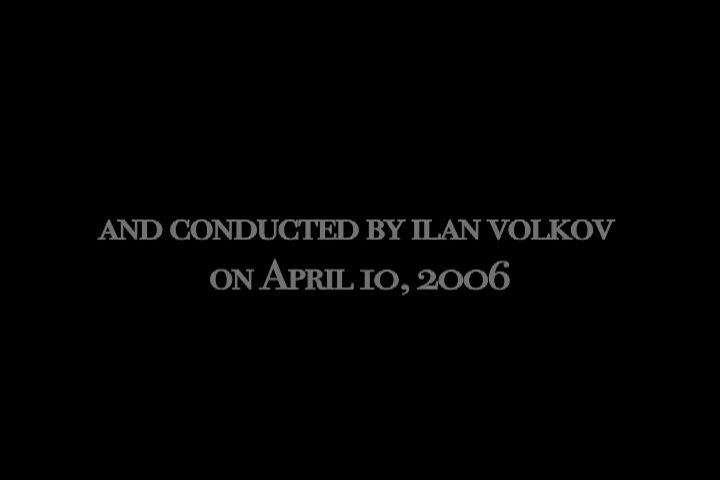 AND CONDUCTED BY ILAN VOLKOV
ON APRIL 10, 2006